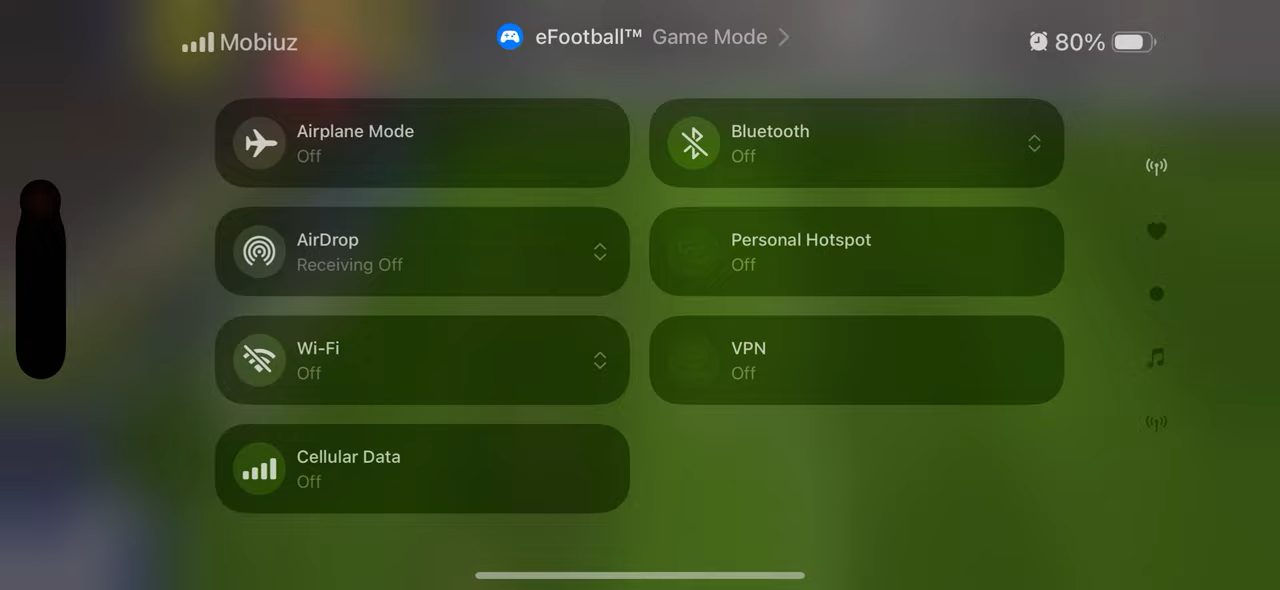 Mobiuz
eFootball™ Game Mode
80%
Airplane Mode
Off
Bluetooth
Off
AirDrop
Receiving Off
Personal Hotspot
Off
Wi-Fi
Off
VPN
Off
Cellular Data
Off